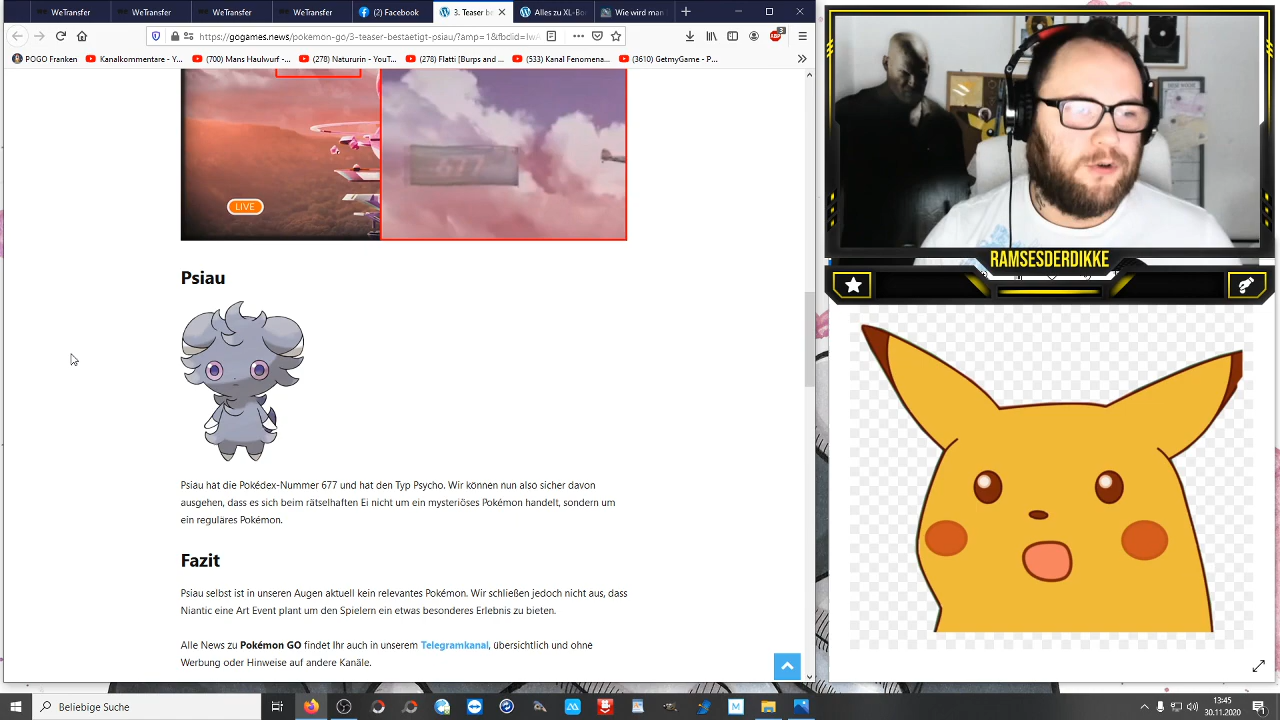 WeTransfer
WeTransfer
WeTransfer
WeTransfer
(2) Facebook
3. Teaser be
Alles zu XL-Bon
Wie wird man
https://gogames.news/pokemon
-teaser-bestaetigt-psiau/?amp=1&fbclid=IwA
3
POGO Franken
Kanalkommentare - Y...
(700) Mans Haulwurf -...
(278) Natururin - YouT...
(278) Flatti [Burps and ...
(533) Kanal Fenomena...
(3610) GetmyGame - P...
677
LIVE
Psiau
Psiau hat die Pokédex-Nummer 677 und hat den Typ Psycho. Wir können nun also sicher davon
ausgehen, dass es sich beim rätselhaften Ei nicht um ein mysteriöses Pokémon handelt, sondern um
ein reguläres Pokémon.
Fazit
Psiau selbst ist in unseren Augen aktuell kein relevantes Pokémon. Wir schließen jedoch nicht aus, dass
Niantic eine Art Event plant um den Spielern ein etwas besonderes Erlebnis zu bieten.
Alle News zu Pokémon GO findet Ihr auch in unserem Telegramkanal, übersichtlich und ohne
Werbung oder Hinweise auf andere Kanäle.
RAMSESDERDIKKE
Beliebige Suche
13:45
30.11.2020